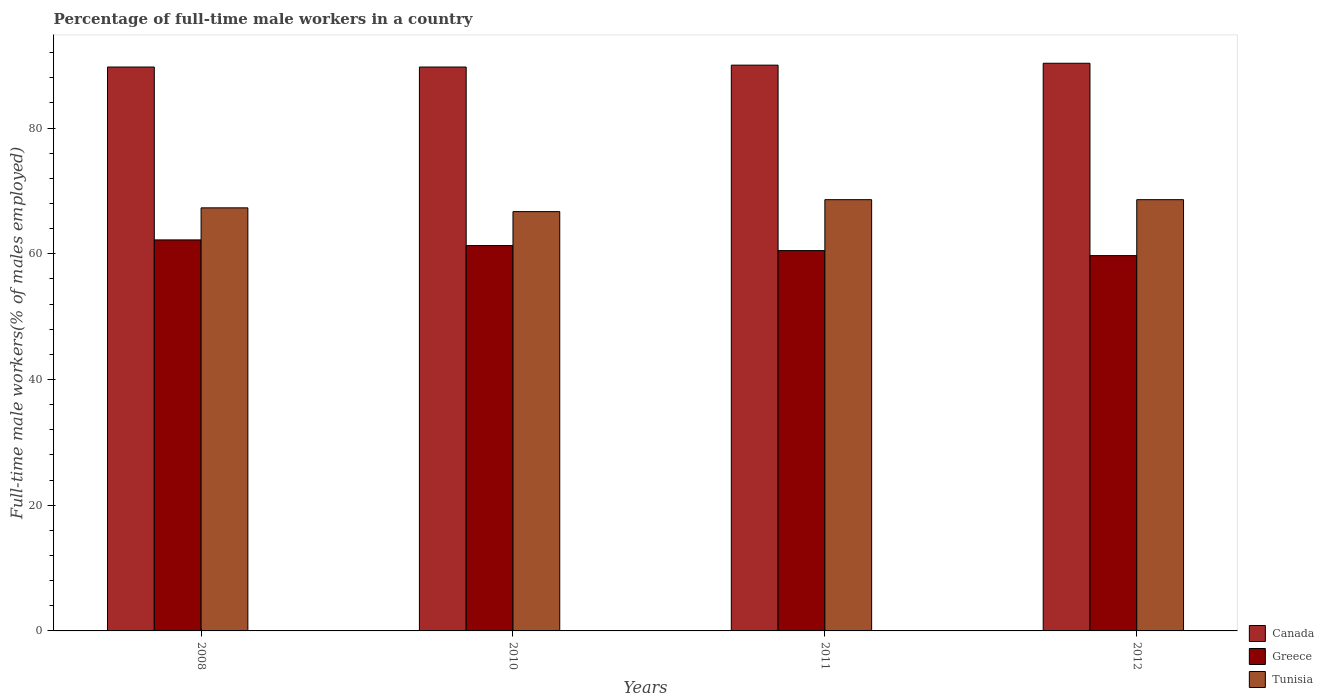 Percentage of full-time male workers in a country
Full-time male workers(% of males employed)
80
60
40
20
0
2008
2010
2011
2012
Years
Canada
Greece
Tunisia